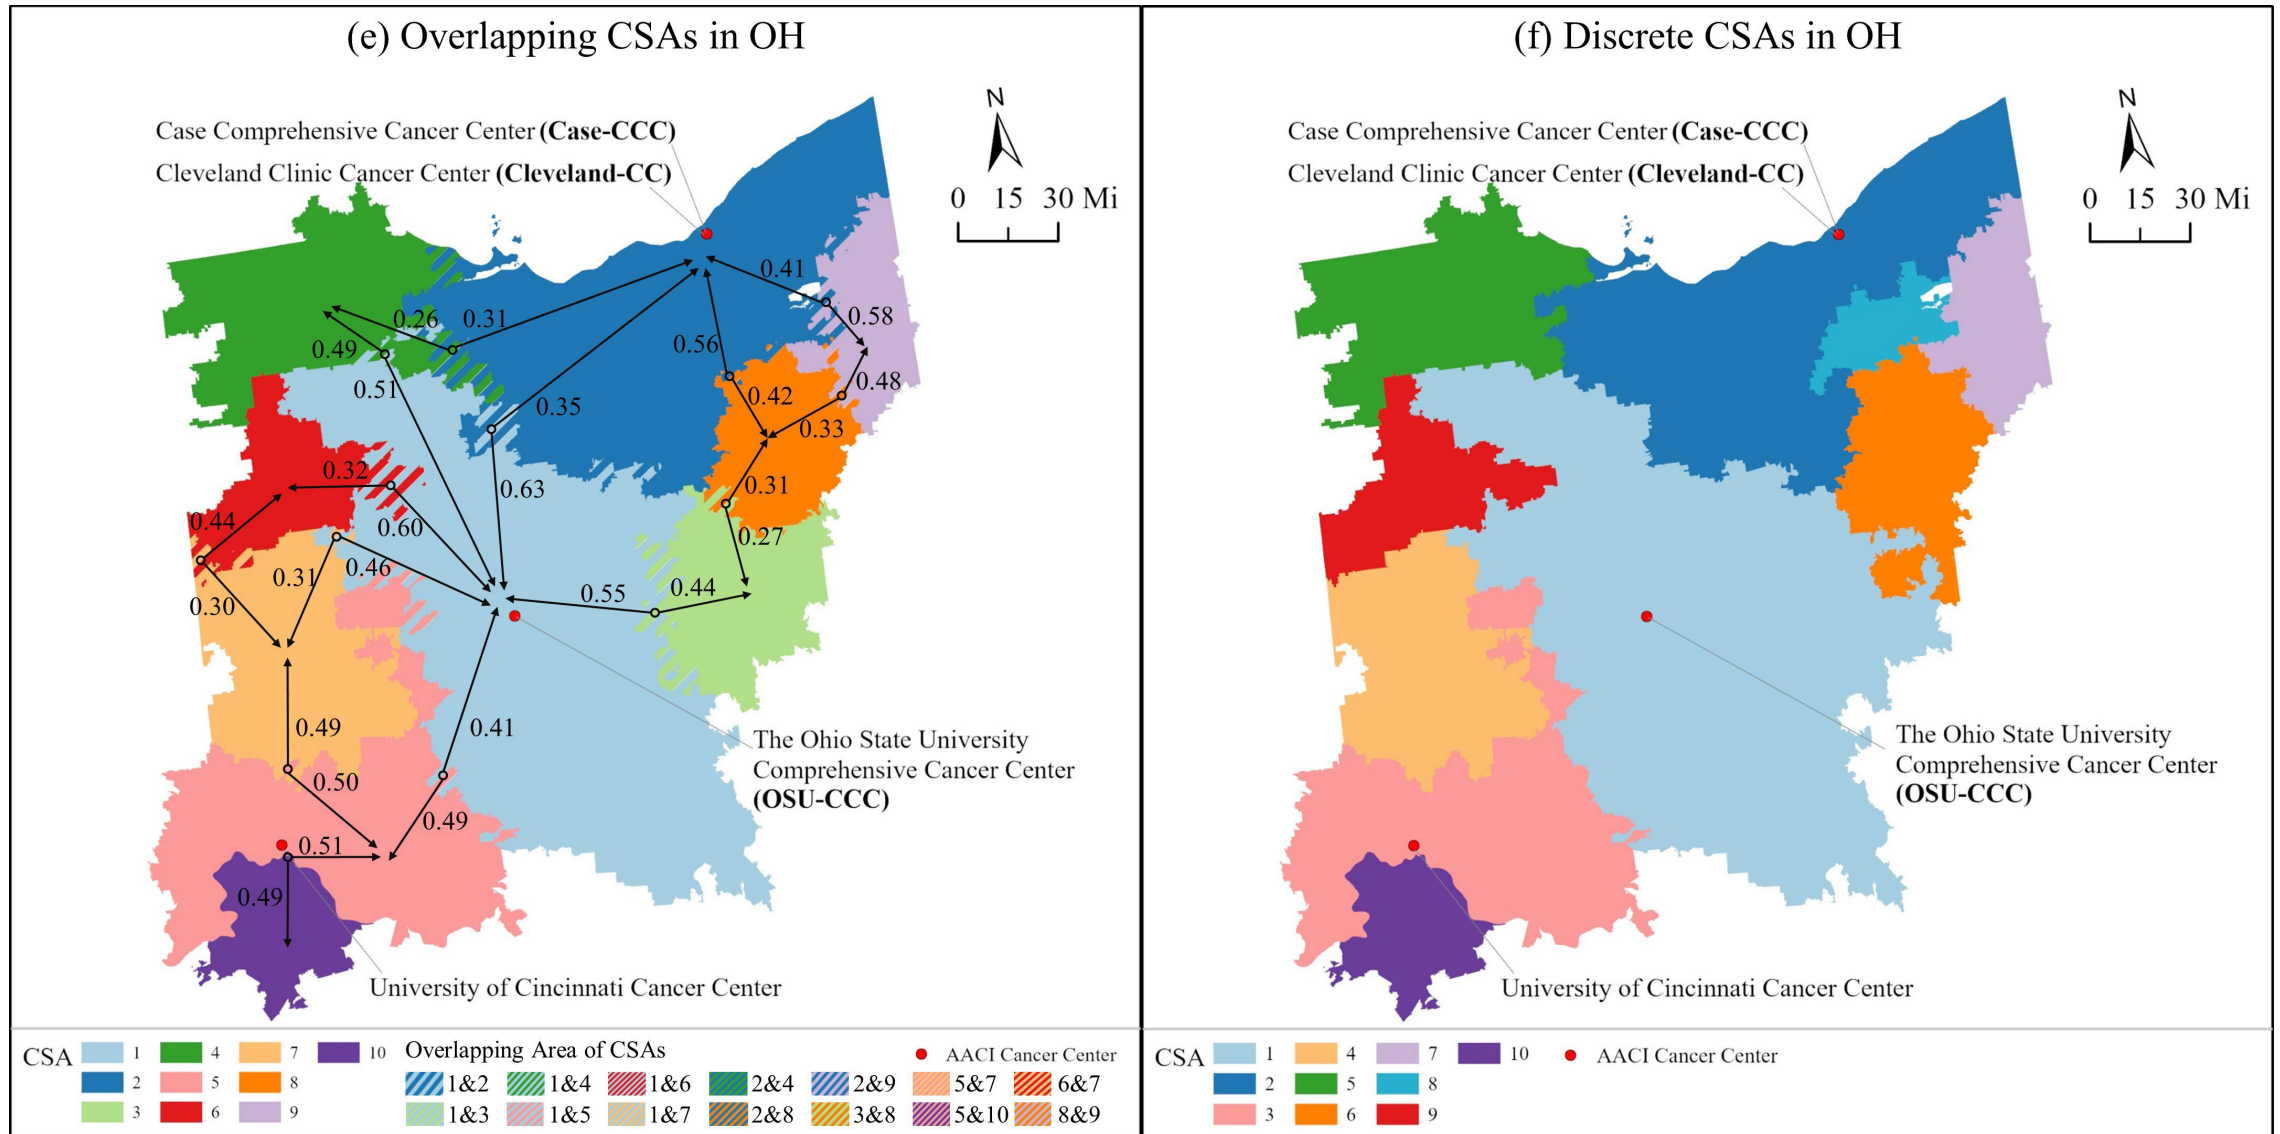 (e) Overlapping CSAs in OH
Case Comprehensive Cancer Center (Case-CCC)
Cleveland Clinic Cancer Center (Cleveland-CC)
N
0 15 30 Mi
0.41
0.26 0.31
0.58
0.49
0.56
0.51
0.48
0.42
0.35
0.33
0.32
0.31
0.63
0.44
0.60
0.27
0.46
0.31
0.55
0.44
0.30
0.49
0.41
The Ohio State University
Comprehensive Cancer Center
(OSU-CCC)
0.50
0.49
0.51
0.49
University of Cincinnati Cancer Center
CSA
1
2
3
4
5
6
7
8
9
10
Overlapping Area of CSAs
AACI Cancer Center
1&2 1&4 1&6 2&4 2&9 5&7 6&7
1&3 1&5 1&7 2&8 3&8 5&10 8&9
(f) Discrete CSAs in OH
Case Comprehensive Cancer Center (Case-CCC)
Cleveland Clinic Cancer Center (Cleveland-CC)
N
0 15 30 Mi
The Ohio State University
Comprehensive Cancer Center
(OSU-CCC)
University of Cincinnati Cancer Center
CSA
1
2
3
4
5
6
7
8
9
10
AACI Cancer Center